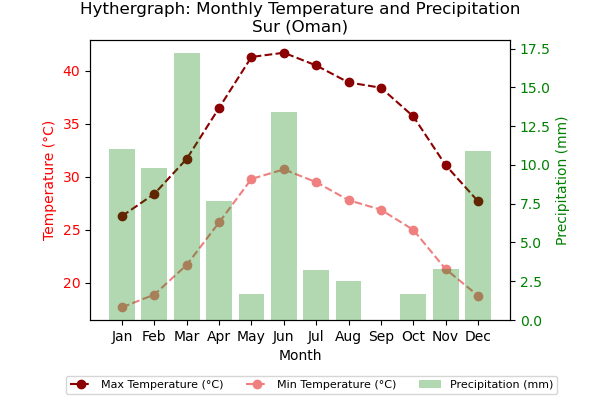 Hythergraph: Monthly Temperature and Precipitation
Sur (Oman)
Temperature (°C)
40
35
30
25
20
17.5
15.0
12.5
10.0
7.5
5.0
2.5
0.0
Precipitation (mm)
Jan Feb Mar Apr May Jun Jul Aug Sep Oct Nov Dec
Month
Max Temperature (°C) Min Temperature (°C) Precipitation (mm)